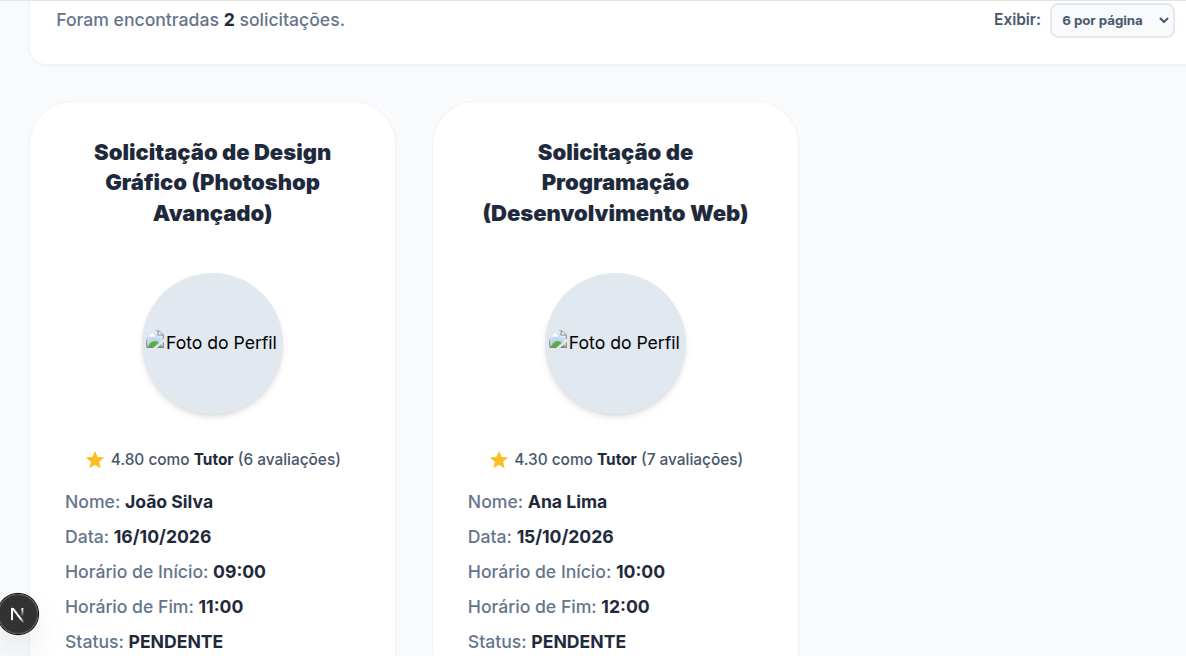 Foram encontradas 2 solicitações.
Exibir: 6 por página
Solicitação de Design
Gráfico (Photoshop
Avançado)
Foto do Perfil
4.80 como Tutor (6 avaliações)
Nome: João Silva
Data: 16/10/2026
Horário de Início: 09:00
Horário de Fim: 11:00
Status: PENDENTE
Solicitação de
Programação
(Desenvolvimento Web)
Foto do Perfil
4.30 como Tutor (7 avaliações)
Nome: Ana Lima
Data: 15/10/2026
Horário de Início: 10:00
Horário de Fim: 12:00
Status: PENDENTE
N